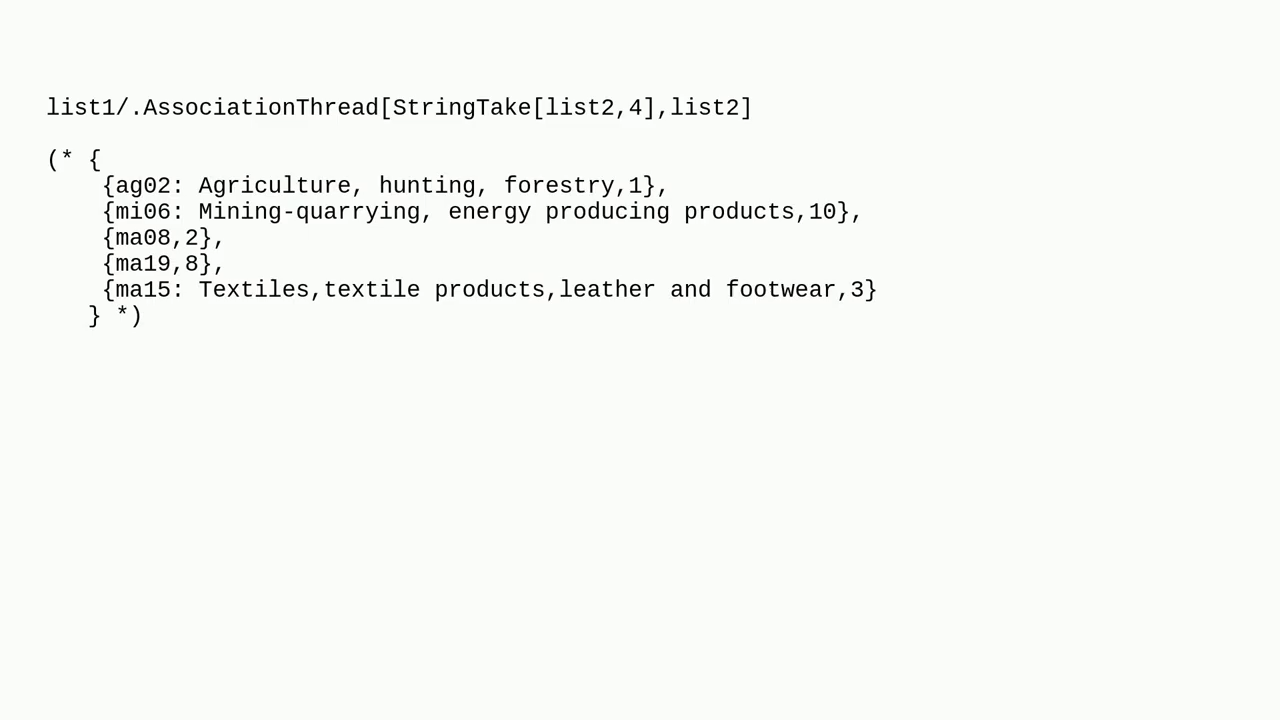 list1/.AssociationThread[StringTake[list2,4],list2]
(* {
{ag02: Agriculture, hunting, forestry,1},
{mi06: Mining-quarrying, energy producing products,10},
{ma08,2},
{ma19,8},
{ma15: Textiles,textile products,leather and footwear,3}
} *)